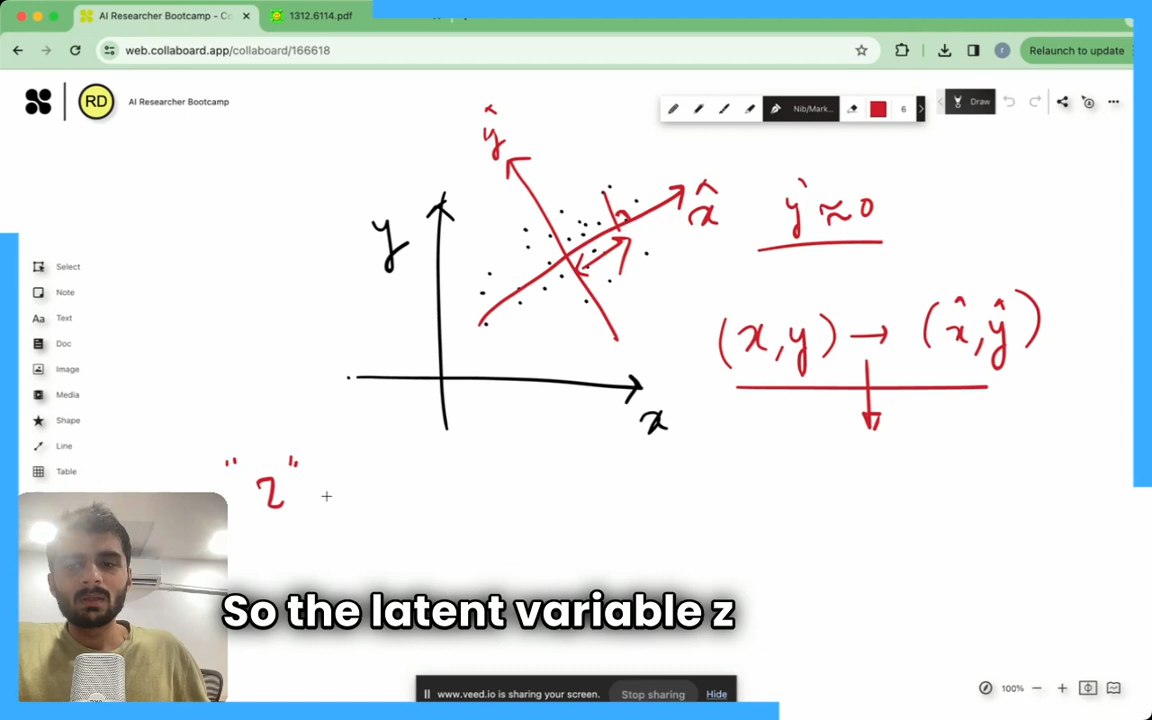 AI Researcher Bootcamp - Co
1312.6114.pdf
web.collaboard.app/collaboard/166618
Relaunch to update
RD
AI Researcher Bootcamp
Nib/Mark...
6
Draw
ŷ
x̂
ŷ ≈ 0
y
(x, y) → (x̂, ŷ)
x
Select
Note
Text
Doc
Image
Media
Shape
Line
Table
"z"
So the latent variable z
www.veed.io is sharing your screen.
Stop sharing
Hide
100%